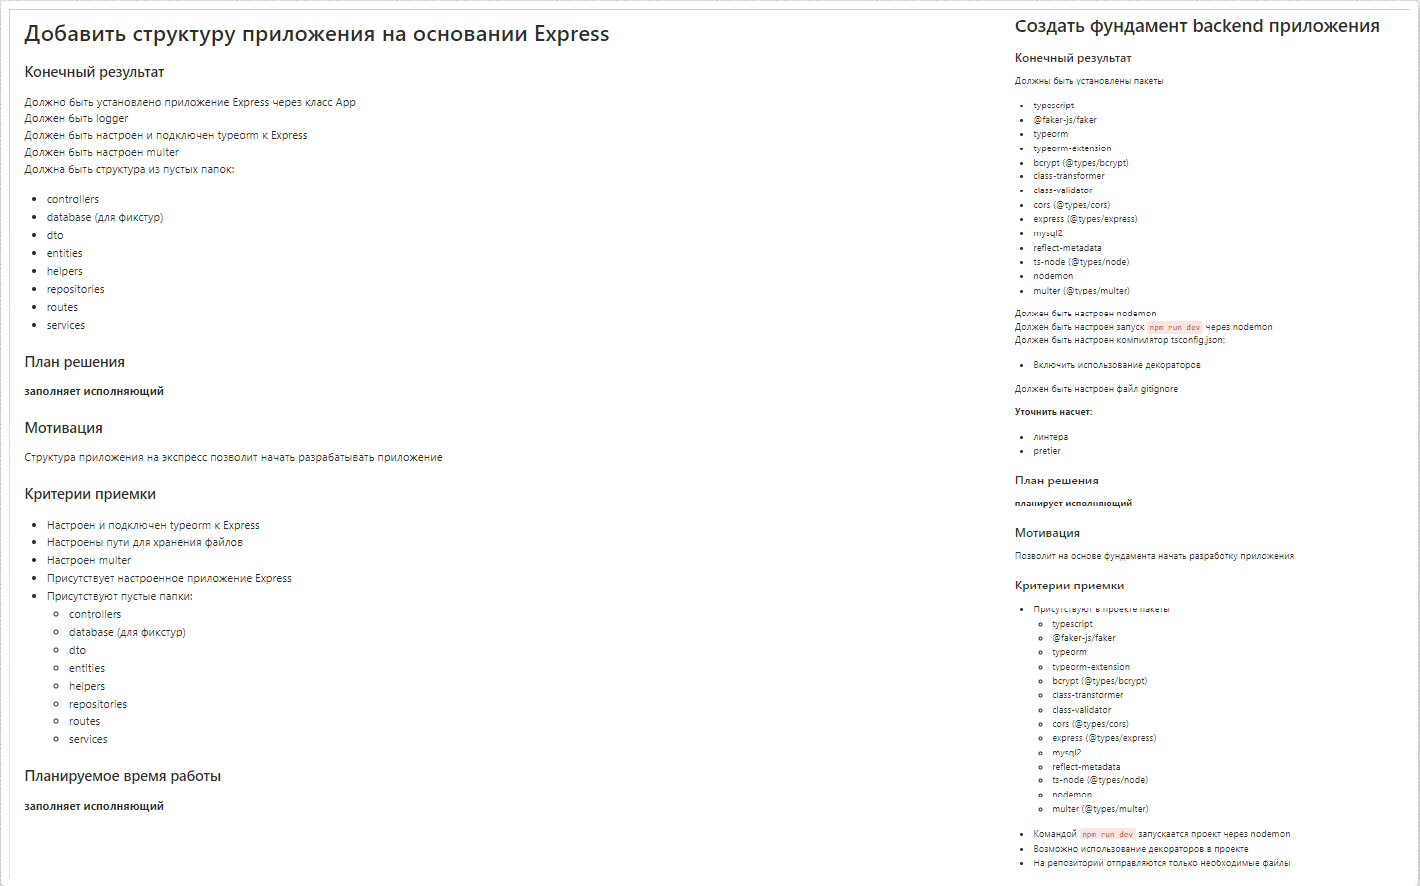 Добавить структуру приложения на основании Express
Конечный результат
Должно быть установлено приложение Express через класс App
Должен быть logger
Должен быть настроен и подключен typeorm к Express
Должен быть настроен multer
Должна быть структура из пустых папок:
controllers
database (для фикстур)
dto
entities
helpers
repositories
routes
services
План решения
заполняет исполняющий
Мотивация
Структура приложения на экспресс позволит начать разрабатывать приложение
Критерии приемки
Настроен и подключен typeorm к Express
Настроены пути для хранения файлов
Настроен multer
Присутствует настроенное приложение Express
Присутствуют пустые папки:
controllers
database (для фикстур)
dto
entities
helpers
repositories
routes
services
Планируемое время работы
заполняет исполняющий
Создать фундамент backend приложения
Конечный результат
Должны быть установлены пакеты
typescript
@faker-js/faker
typeorm
typeorm-extension
bcrypt (@types/bcrypt)
class-transformer
class-validator
cors (@types/cors)
express (@types/express)
mysql2
reflect-metadata
ts-node (@types/node)
nodemon
multer (@types/multer)
Должен быть настроен nodemon
Должен быть настроен запуск npm run dev через nodemon
Должен быть настроен компилятор tsconfig.json:
Включить использование декораторов
Должен быть настроен файл gitignore
Уточнить насчет:
линтера
pretier
План решения
планирует исполняющий
Мотивация
Позволит на основе фундамента начать разработку приложения
Критерии приемки
Присутствуют в проекте пакеты
typescript
@faker-js/faker
typeorm
typeorm-extension
bcrypt (@types/bcrypt)
class-transformer
class-validator
cors (@types/cors)
express (@types/express)
mysql2
reflect-metadata
ts-node (@types/node)
nodemon
multer (@types/multer)
Командой npm run dev запускается проект через nodemon
Возможно использование декораторов в проекте
На репозиторий отправляются только необходимые файлы